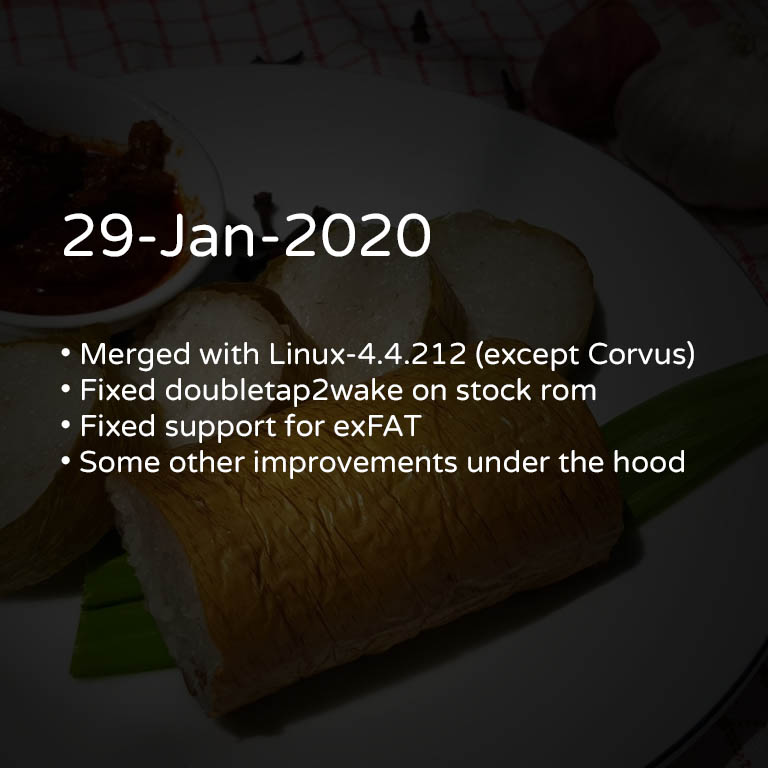 29-Jan-2020
• Merged with Linux-4.4.212 (except Corvus)
• Fixed doubletap2wake on stock rom
• Fixed support for exFAT
• Some other improvements under the hood